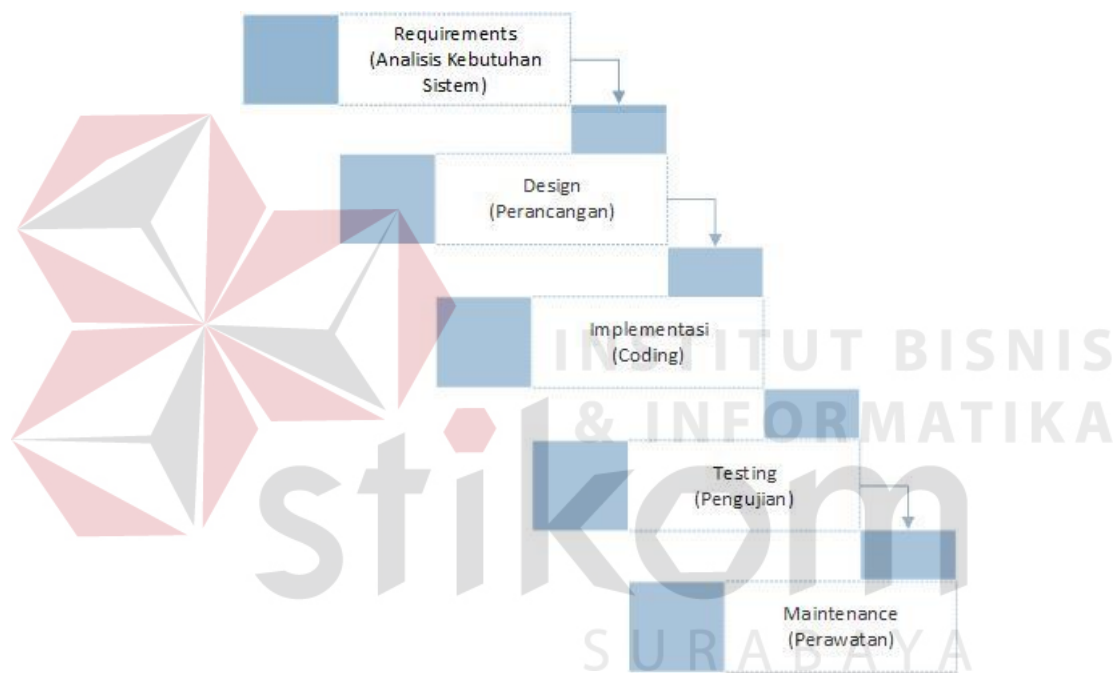 Requirements
(Analisis Kebutuhan
Sistem)
Design
(Perancangan)
Implementasi
(Coding)
INSTITUT BISNIS
& INFORMATIKA
Testing
(Pengujian)
stikom
Maintenance
(Perawatan)
SURABAYA